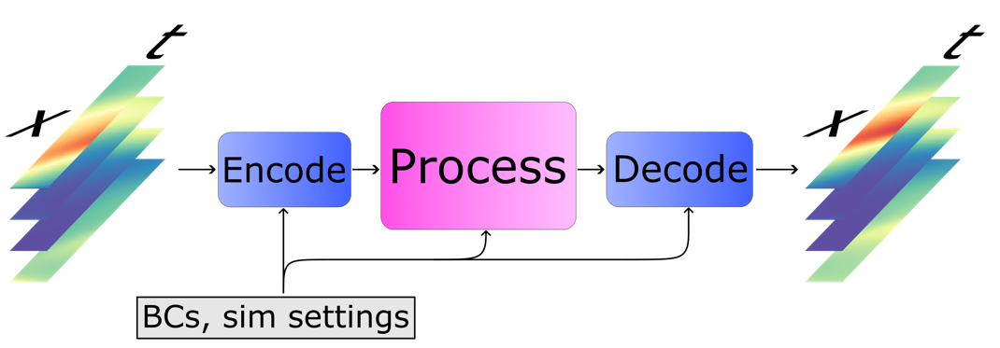 t
x
Encode
Process
Decode
t
x
BCs, sim settings